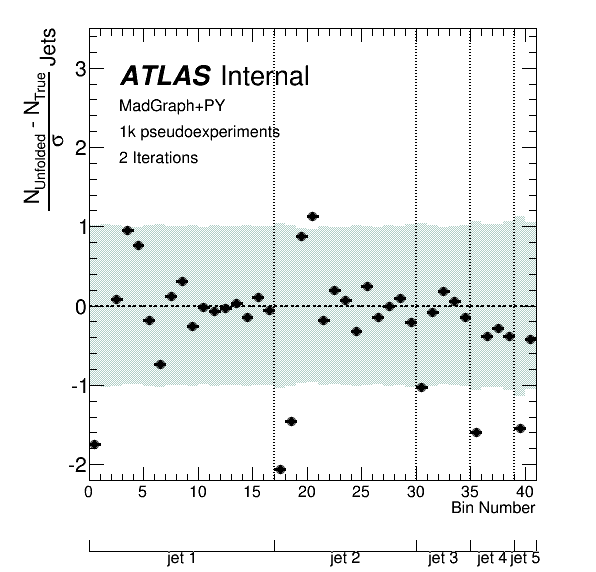 N_Unfolded - N_True Jets
σ
ATLAS Internal
MadGraph+PY
1k pseudoexperiments
2 Iterations
3
2
1
0
-1
-2
0 5 10 15 20 25 30 35 40
Bin Number
jet 1 jet 2 jet 3 jet 4 jet 5